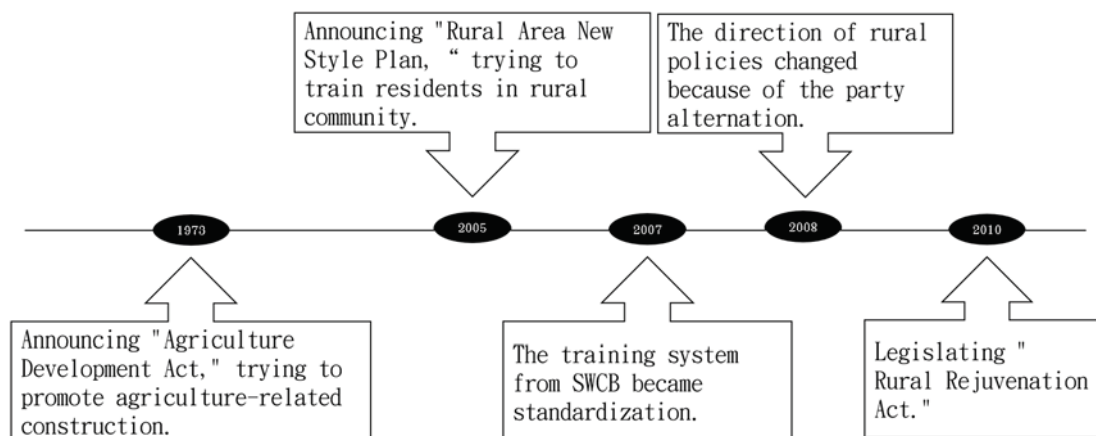 Announcing "Rural Area New
Style Plan, “ trying to
train residents in rural
community.
The direction of rural
policies changed
because of the party
alternation.
1973
2005
2007
2008
2010
Announcing "Agriculture
Development Act," trying to
promote agriculture-related
construction.
The training system
from SWCB became
standardization.
Legislating "
Rural Rejuvenation
Act."